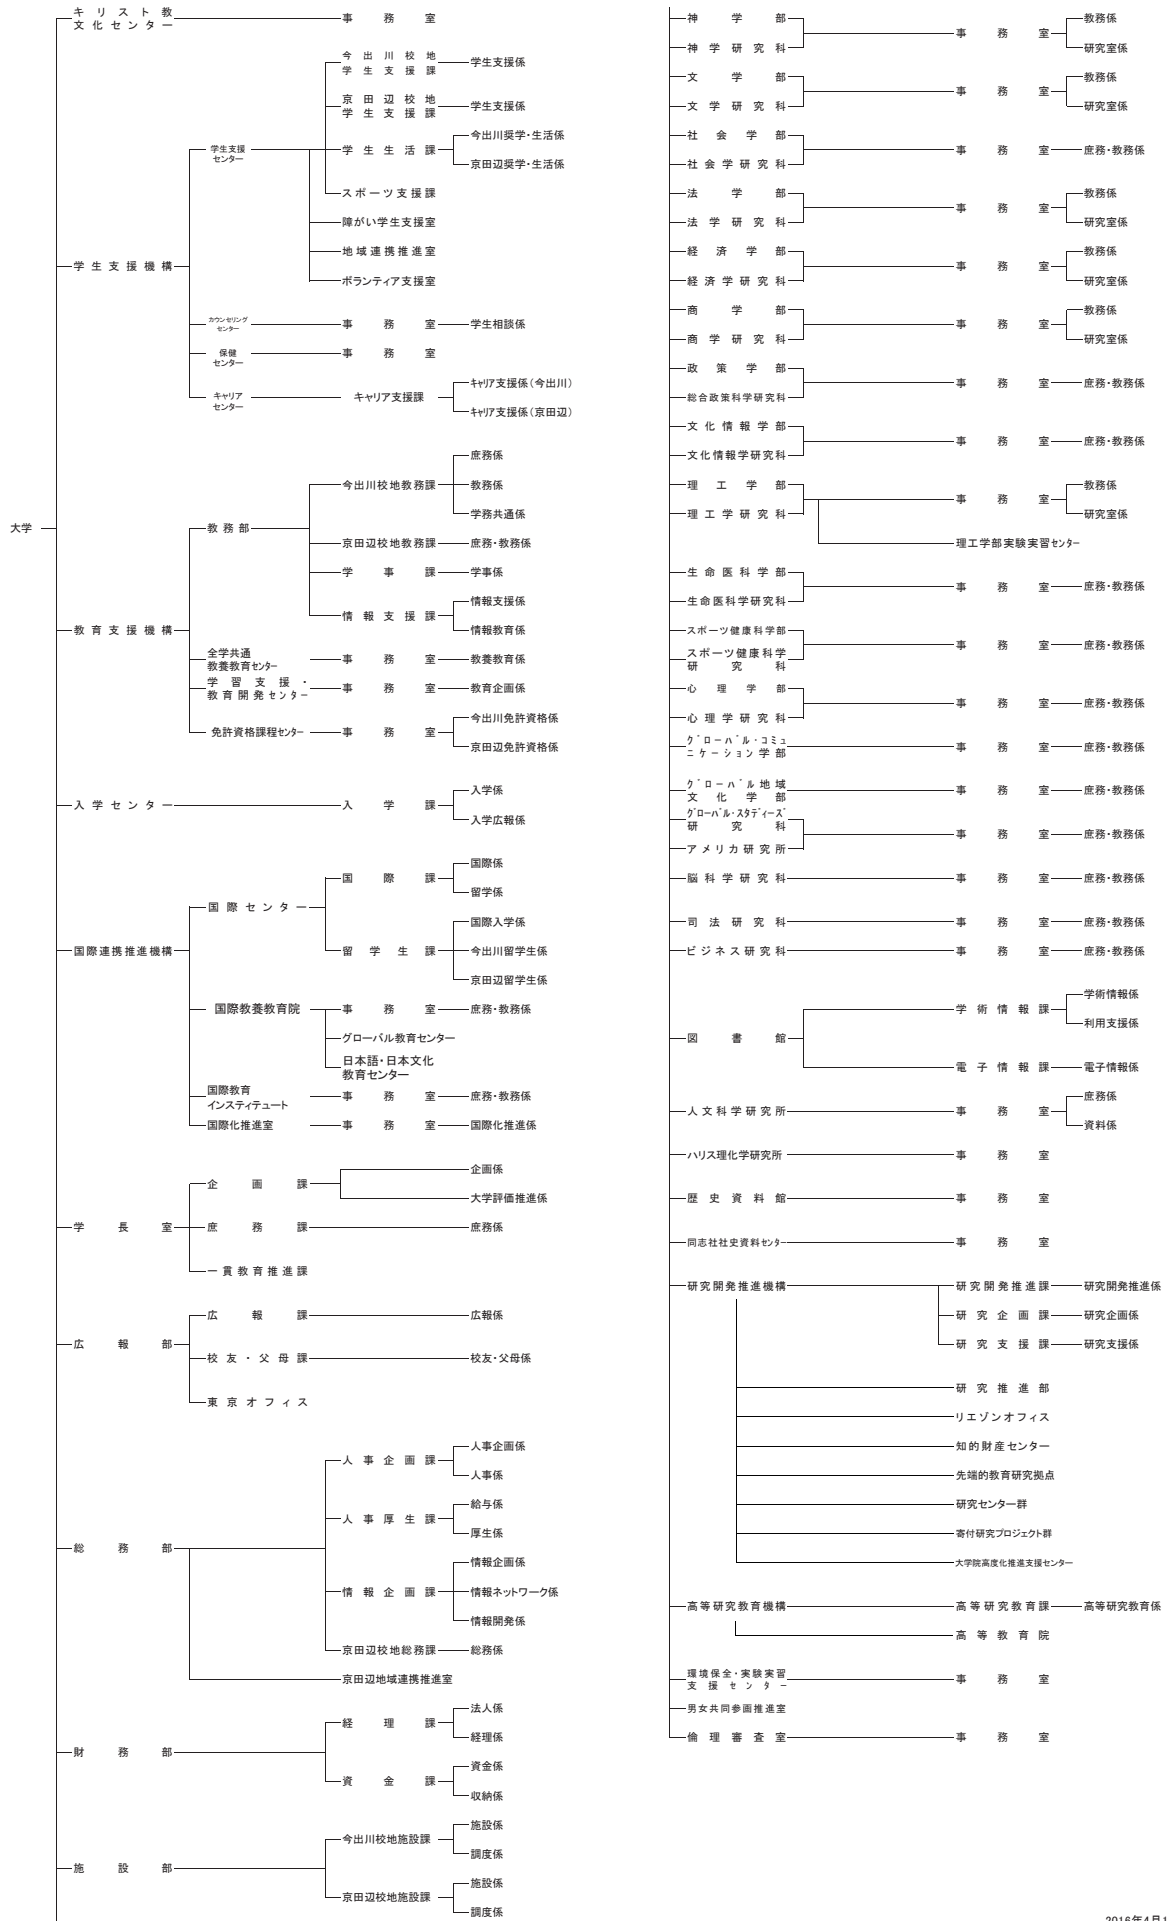 キリスト教
文化センター
事務室
今出川校地
学生支援課
学生支援係
京田辺校地
学生支援課
学生支援係
学生支援
センター
学生生活課
今出川奨学・生活係
京田辺奨学・生活係
スポーツ支援課
障がい学生支援室
地域連携推進室
ボランティア支援室
学生支援機構
カウンセリング
センター
事務室
学生相談係
保健
センター
事務室
キャリア
センター
キャリア支援課
キャリア支援係(今出川)
キャリア支援係(京田辺)
大学
教育支援機構
教務部
今出川校地教務課
庶務係
教務係
学務共通係
京田辺校地教務課
庶務・教務係
学事課
学事係
情報支援課
情報支援係
情報教育係
全学共通
教養教育センター
事務室
教養教育係
学習支援・
教育開発センター
事務室
教育企画係
免許資格課程センター
事務室
今出川免許資格係
京田辺免許資格係
入学センター
入学課
入学係
入学広報係
国際連携推進機構
国際センター
国際課
国際係
留学係
留学生課
国際入学係
今出川留学生係
京田辺留学生係
国際教養教育院
事務室
庶務・教務係
グローバル教育センター
日本語・日本文化
教育センター
国際教育
インスティテュート
事務室
庶務・教務係
国際化推進室
事務室
国際化推進係
学長室
企画課
企画係
大学評価推進係
庶務課
庶務係
一貫教育推進課
広報部
広報課
広報係
校友・父母課
校友・父母係
東京オフィス
総務部
人事企画課
人事企画係
人事係
人事厚生課
給与係
厚生係
情報企画課
情報企画係
情報ネットワーク係
情報開発係
京田辺校地総務課
総務係
京田辺地域連携推進室
財務部
経理課
法人係
経理係
資金課
資金係
収納係
施設部
今出川校地施設課
施設係
調度係
京田辺校地施設課
施設係
調度係
神学部
神学研究科
事務室
教務係
研究室係
文学部
文学研究科
事務室
教務係
研究室係
社会学部
社会学研究科
事務室
庶務・教務係
法学部
法学研究科
事務室
教務係
研究室係
経済学部
経済学研究科
事務室
教務係
研究室係
商学部
商学研究科
事務室
教務係
研究室係
政策学部
総合政策科学研究科
事務室
庶務・教務係
文化情報学部
文化情報学研究科
事務室
庶務・教務係
理工学部
理工学研究科
事務室
教務係
研究室係
理工学部実験実習センター
生命医科学部
生命医科学研究科
事務室
庶務・教務係
スポーツ健康科学部
スポーツ健康科学
研究科
事務室
庶務・教務係
心理学部
心理学研究科
事務室
庶務・教務係
グローバル・コミュ
ニケーション学部
事務室
庶務・教務係
グローバル地域
文化学部
事務室
庶務・教務係
グローバル・スタディーズ
研究科
アメリカ研究所
事務室
庶務・教務係
脳科学研究科
事務室
庶務・教務係
司法研究科
事務室
庶務・教務係
ビジネス研究科
事務室
庶務・教務係
図書館
学術情報課
学術情報係
利用支援係
電子情報課
電子情報係
人文科学研究所
事務室
庶務係
資料係
ハリス理化学研究所
事務室
歴史資料館
事務室
同志社社史資料センター
事務室
研究開発推進機構
研究開発推進課
研究開発推進係
研究企画課
研究企画係
研究支援課
研究支援係
研究推進部
リエゾンオフィス
知的財産センター
先端的教育研究拠点
研究センター群
寄付研究プロジェクト群
大学院高度化推進支援センター
高等研究教育機構
高等研究教育課
高等研究教育係
高等教育院
環境保全・実験実習
支援センター
事務室
男女共同参画推進室
倫理審査室
事務室
2016年4月1